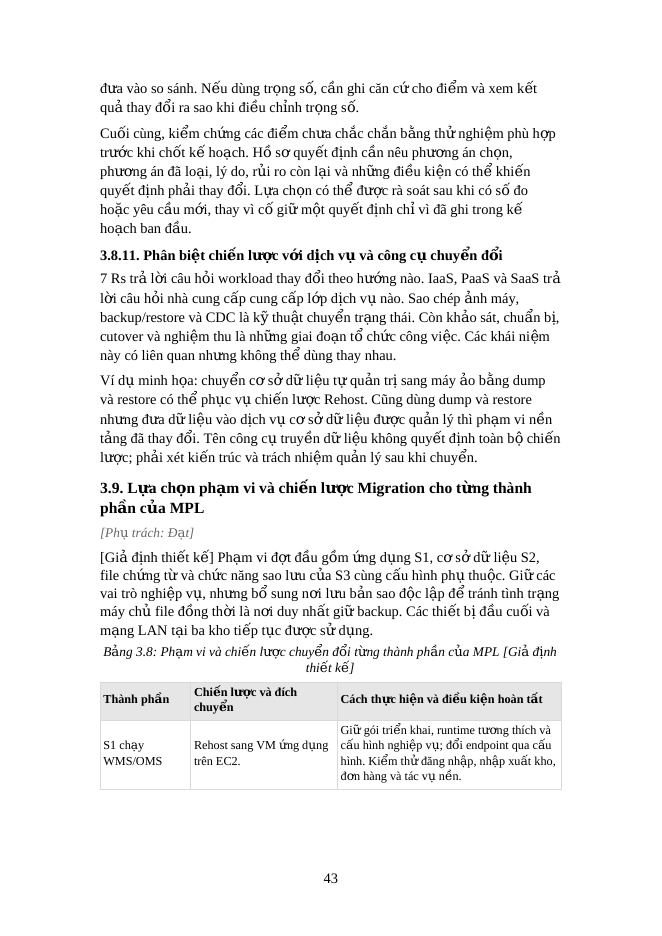 đưa vào so sánh. Nếu dùng trọng số, cần ghi căn cứ cho điểm và xem kết
quả thay đổi ra sao khi điều chỉnh trọng số.
Cuối cùng, kiểm chứng các điểm chưa chắc chắn bằng thử nghiệm phù hợp
trước khi chốt kế hoạch. Hồ sơ quyết định cần nêu phương án chọn,
phương án đã loại, lý do, rủi ro còn lại và những điều kiện có thể khiến
quyết định phải thay đổi. Lựa chọn có thể được rà soát sau khi có số đo
hoặc yêu cầu mới, thay vì cố giữ một quyết định chỉ vì đã ghi trong kế
hoạch ban đầu.
3.8.11. Phân biệt chiến lược với dịch vụ và công cụ chuyển đổi
7 Rs trả lời câu hỏi workload thay đổi theo hướng nào. IaaS, PaaS và SaaS trả
lời câu hỏi nhà cung cấp cung cấp lớp dịch vụ nào. Sao chép ảnh máy,
backup/restore và CDC là kỹ thuật chuyển trạng thái. Còn khảo sát, chuẩn bị,
cutover và nghiệm thu là những giai đoạn tổ chức công việc. Các khái niệm
này có liên quan nhưng không thể dùng thay nhau.
Ví dụ minh họa: chuyển cơ sở dữ liệu tự quản trị sang máy ảo bằng dump
và restore có thể phục vụ chiến lược Rehost. Cũng dùng dump và restore
nhưng đưa dữ liệu vào dịch vụ cơ sở dữ liệu được quản lý thì phạm vi nền
tảng đã thay đổi. Tên công cụ truyền dữ liệu không quyết định toàn bộ chiến
lược; phải xét kiến trúc và trách nhiệm quản lý sau khi chuyển.
3.9. Lựa chọn phạm vi và chiến lược Migration cho từng thành
phần của MPL
[Phụ trách: Đạt]
[Giả định thiết kế] Phạm vi đợt đầu gồm ứng dụng S1, cơ sở dữ liệu S2,
file chứng từ và chức năng sao lưu của S3 cùng cấu hình phụ thuộc. Giữ các
vai trò nghiệp vụ, nhưng bổ sung nơi lưu bản sao độc lập để tránh tình trạng
máy chủ file đồng thời là nơi duy nhất giữ backup. Các thiết bị đầu cuối và
mạng LAN tại ba kho tiếp tục được sử dụng.
Bảng 3.8: Phạm vi và chiến lược chuyển đổi từng thành phần của MPL [Giả định
thiết kế]
Thành phần
Chiến lược và đích
chuyển
Cách thực hiện và điều kiện hoàn tất
S1 chạy
WMS/OMS
Rehost sang VM ứng dụng
trên EC2.
Giữ gói triển khai, runtime tương thích và
cấu hình nghiệp vụ; đổi endpoint qua cấu
hình. Kiểm thử đăng nhập, nhập xuất kho,
đơn hàng và tác vụ nền.
43